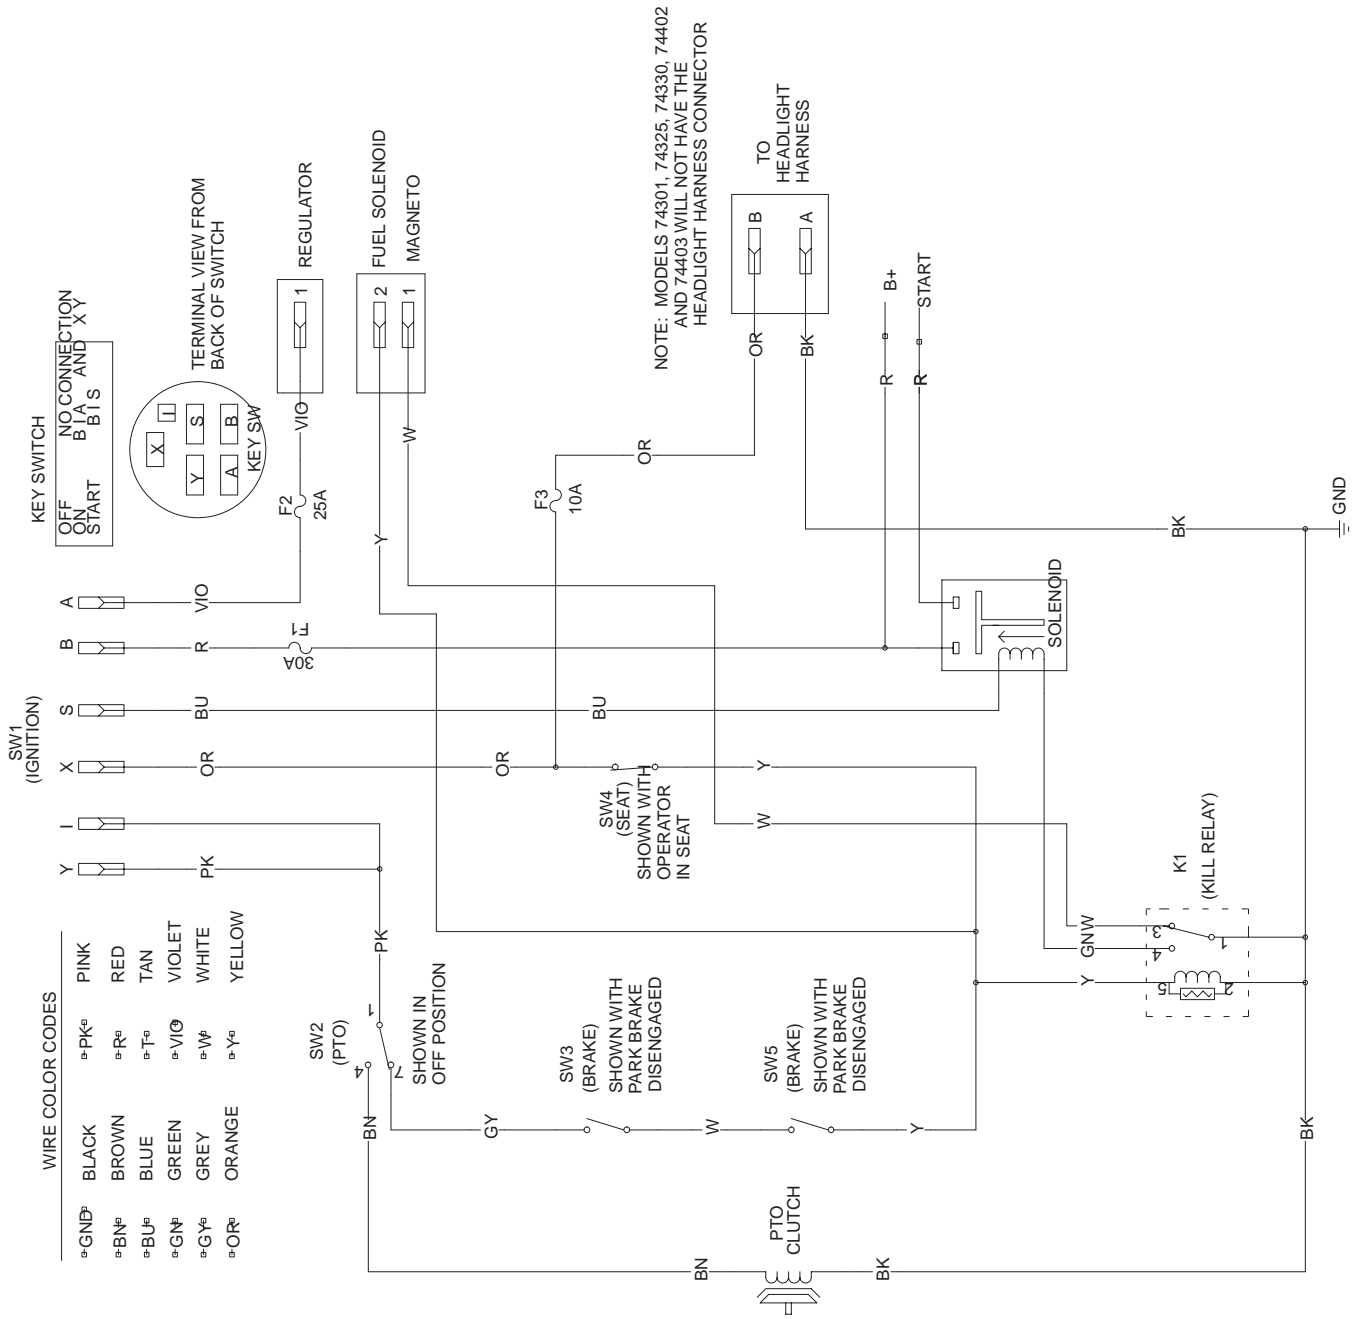 KEY SWITCH
OFF NO CONNECTION
ON B I A AND X Y
START B I S
X
I
Y
S
A
B
KEY SW
TERMINAL VIEW FROM
BACK OF SWITCH
REGULATOR
1
VIO
F2
25A
VIO
FUEL SOLENOID
MAGNETO
2
1
Y
W
NOTE: MODELS 74301, 74325, 74330, 74402
AND 74403 WILL NOT HAVE THE
HEADLIGHT HARNESS CONNECTOR
TO
HEADLIGHT
HARNESS
B
A
OR
BK
OR
F3
10A
B+
START
R
R
BK
GND
SOLENOID
SW1
(IGNITION)
A
B
S
X
I
Y
R
F1
30A
BU
BU
OR
OR
PK
PK
SW4
(SEAT)
SHOWN WITH
OPERATOR
IN SEAT
Y
W
K1
(KILL RELAY)
W
GN
3
4
1
Y
5
2
WIRE COLOR CODES
GND BLACK PK PINK
BN BROWN R RED
BU BLUE T TAN
GN GREEN VIO VIOLET
GY GREY W WHITE
OR ORANGE Y YELLOW
SW2
(PTO)
1
4
7
SHOWN IN
OFF POSITION
BN
GY
SW3
(BRAKE)
SHOWN WITH
PARK BRAKE
DISENGAGED
W
SW5
(BRAKE)
SHOWN WITH
PARK BRAKE
DISENGAGED
Y
BN
PTO
CLUTCH
BK
BK